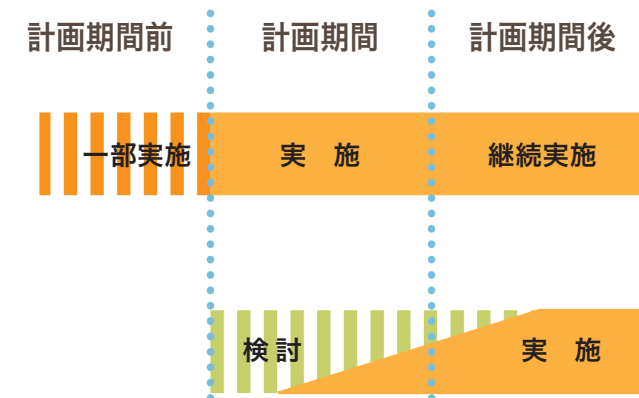 計画期間前 計画期間 計画期間後
一部実施 実　施 継続実施
検討 実　施